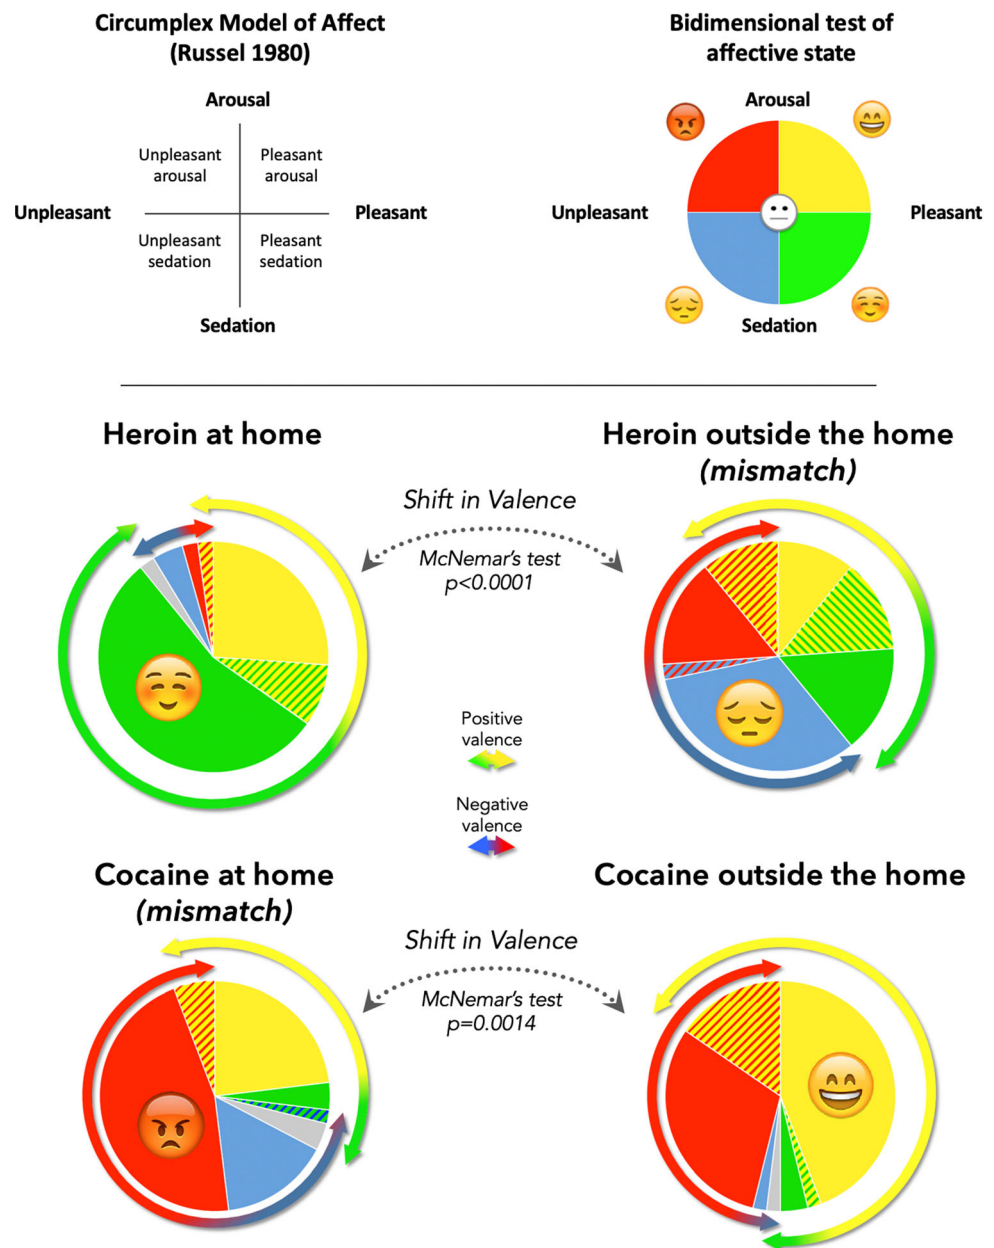 Circumplex Model of Affect
(Russel 1980)
Arousal
Unpleasant
arousal
Pleasant
arousal
Unpleasant
Pleasant
Unpleasant
sedation
Pleasant
sedation
Sedation
Bidimensional test of
affective state
Arousal
Unpleasant
Pleasant
Sedation
Heroin at home
Heroin outside the home
(mismatch)
Shift in Valence
McNemar's test
p<0.0001
Positive
valence
Negative
valence
Cocaine at home
(mismatch)
Cocaine outside the home
Shift in Valence
McNemar's test
p=0.0014